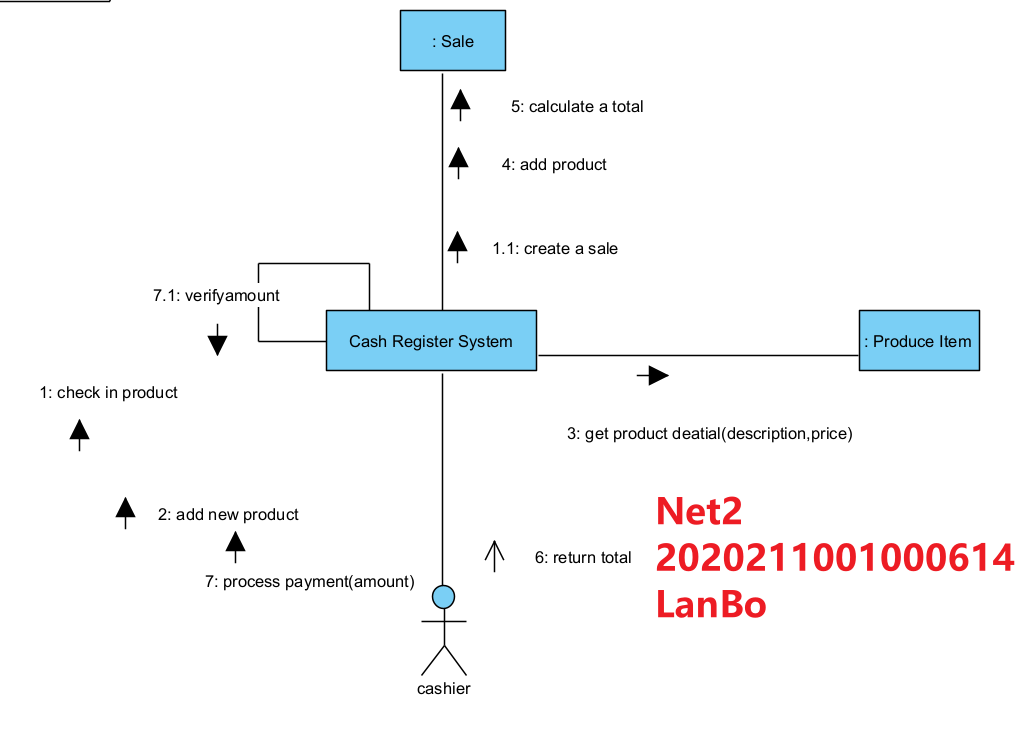 : Sale
5: calculate a total
4: add product
1.1: create a sale
7.1: verifyamount
Cash Register System
: Produce Item
1: check in product
3: get product deatial(description,price)
2: add new product
7: process payment(amount)
6: return total
Net2
2020211001000614
LanBo
cashier